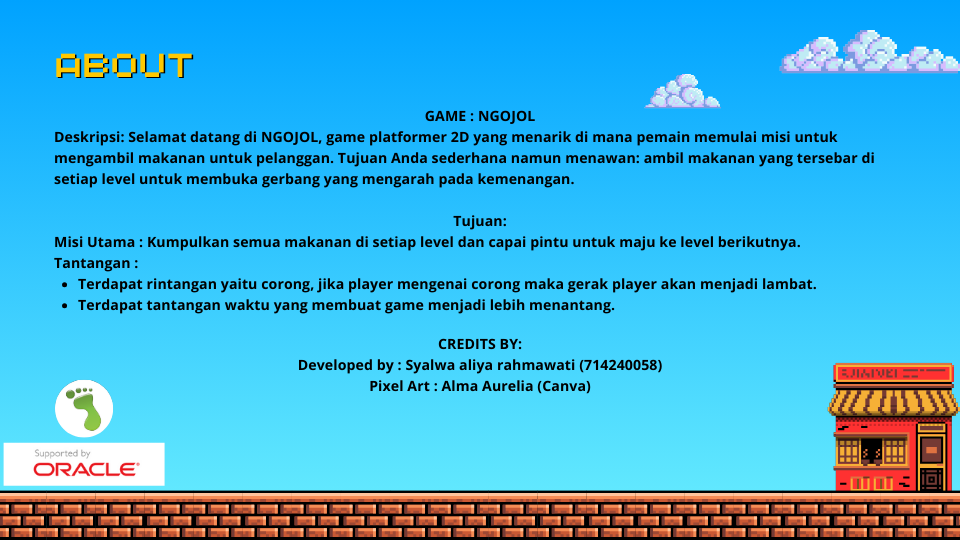 ABOUT
GAME : NGOJOL
Deskripsi: Selamat datang di NGOJOL, game platformer 2D yang menarik di mana pemain memulai misi untuk
mengambil makanan untuk pelanggan. Tujuan Anda sederhana namun menawan: ambil makanan yang tersebar di
setiap level untuk membuka gerbang yang mengarah pada kemenangan.
Tujuan:
Misi Utama : Kumpulkan semua makanan di setiap level dan capai pintu untuk maju ke level berikutnya.
Tantangan :
• Terdapat rintangan yaitu corong, jika player mengenai corong maka gerak player akan menjadi lambat.
• Terdapat tantangan waktu yang membuat game menjadi lebih menantang.
CREDITS BY:
Developed by : Syalwa aliya rahmawati (714240058)
Pixel Art : Alma Aurelia (Canva)
Supported by
ORACLE®